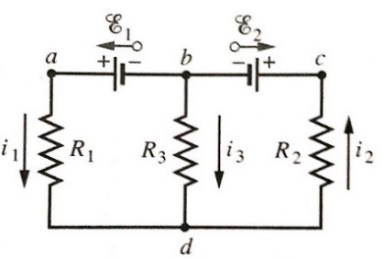 ℰ₁ ℰ₂
a + − b − + c
i₁ R₁ R₃ i₃ R₂ i₂
d